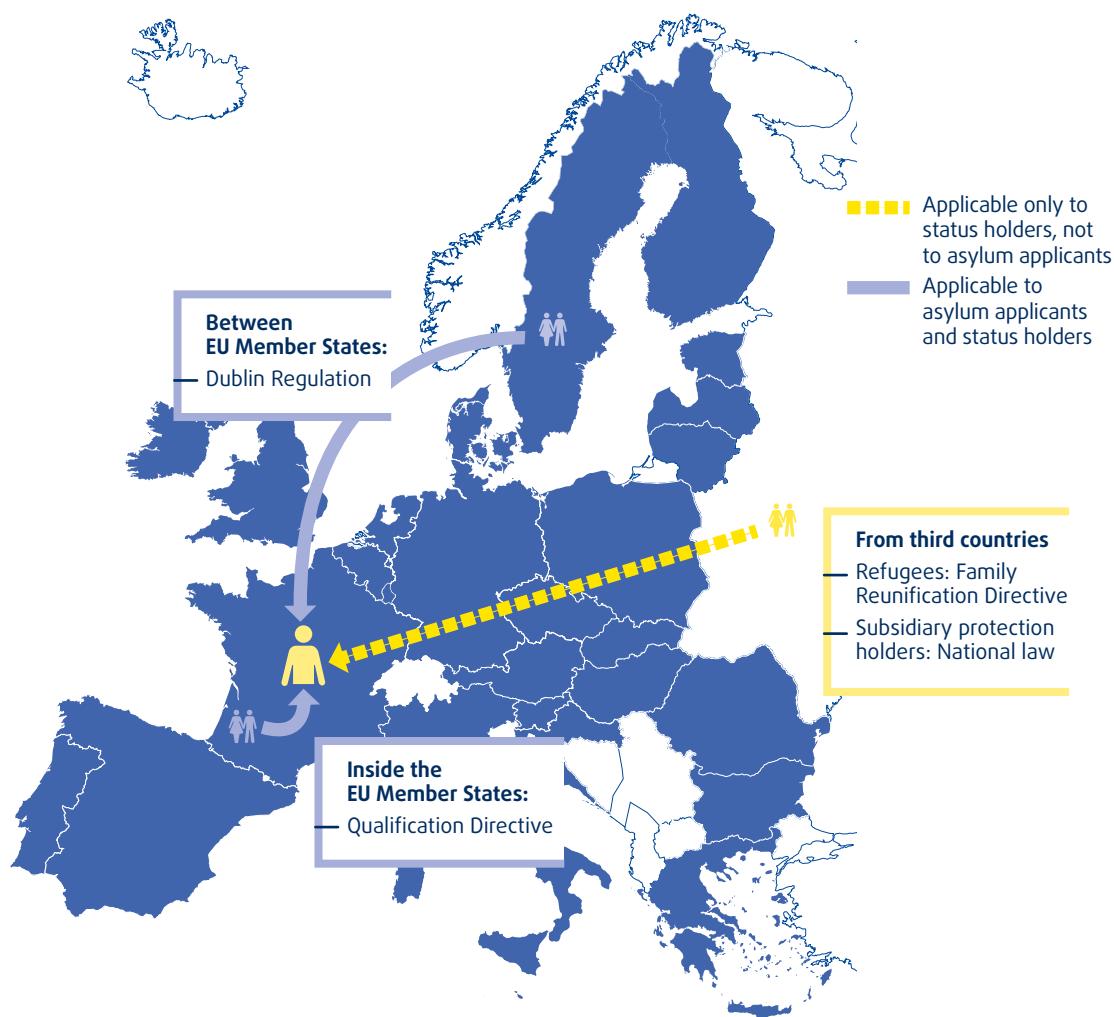 Applicable only to
status holders, not
to asylum applicants
Applicable to
asylum applicants
and status holders
Between
EU Member States:
Dublin Regulation
From third countries
Refugees: Family
Reunification Directive
Subsidiary protection
holders: National law
Inside the
EU Member States:
Qualification Directive